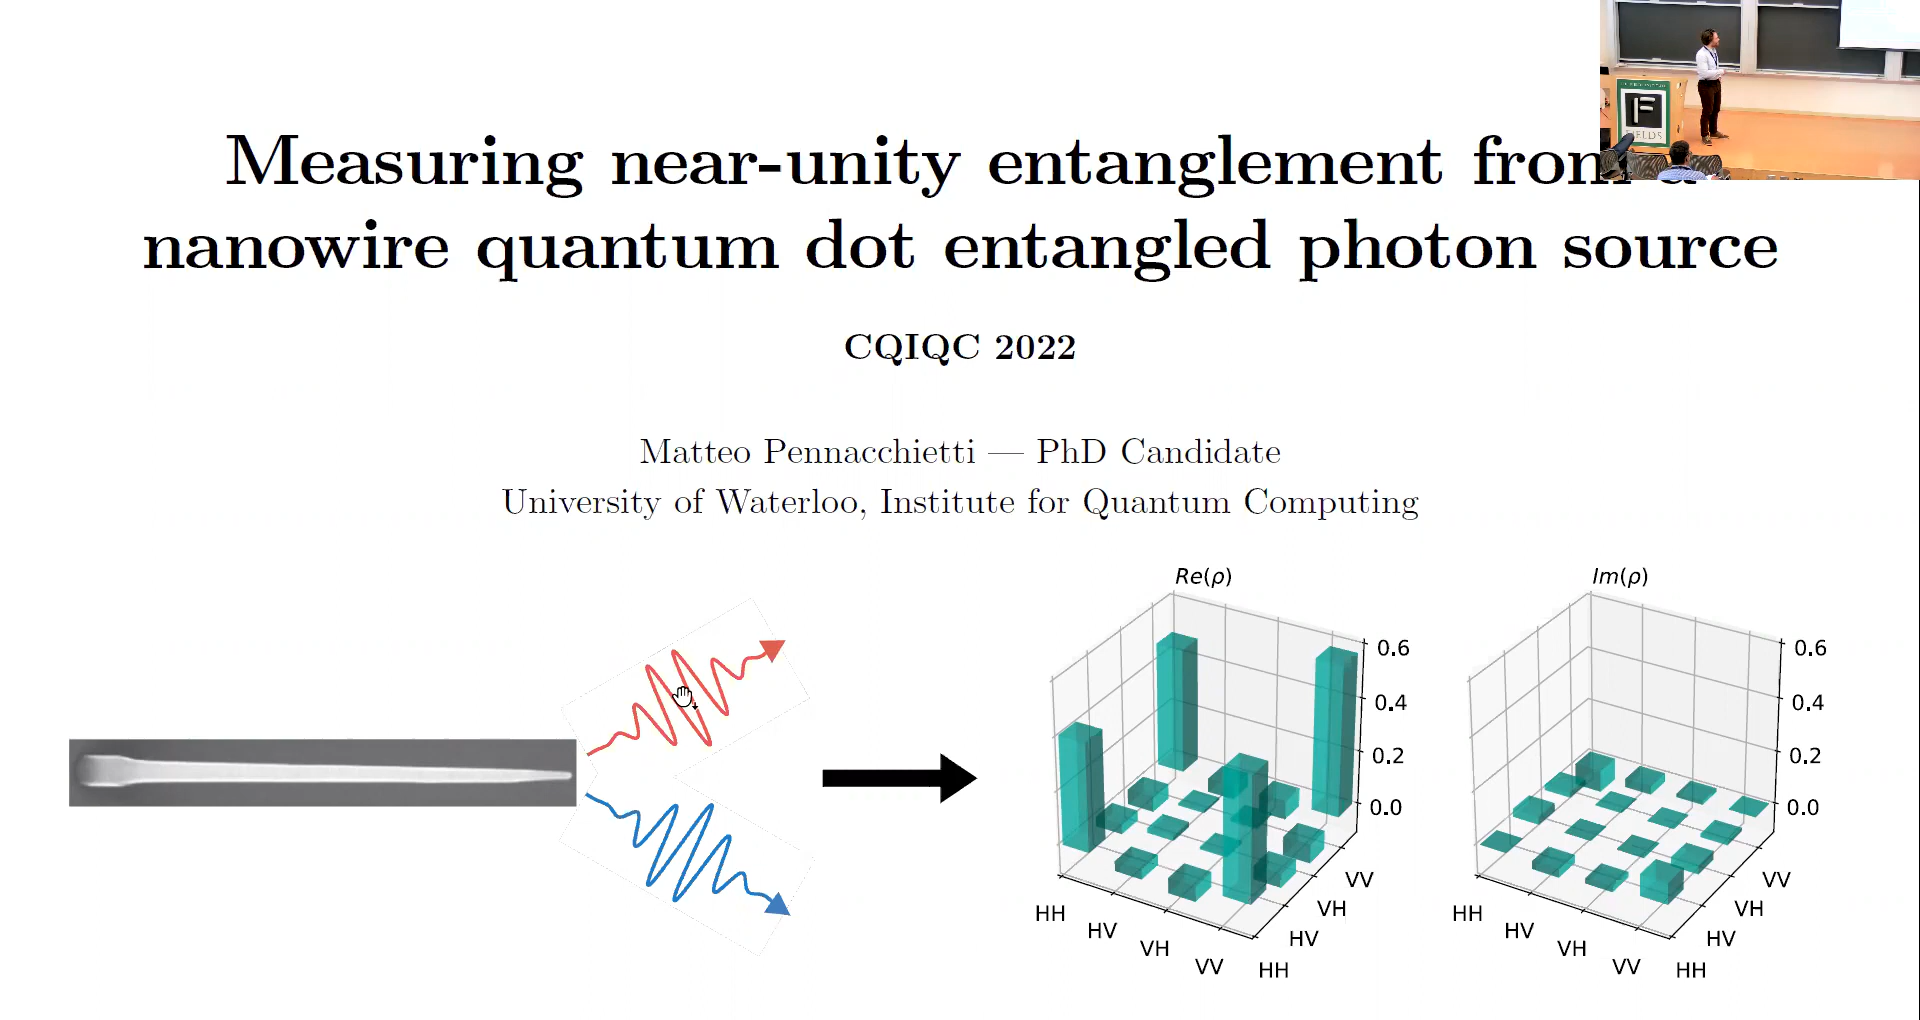 Measuring near-unity entanglement from a
nanowire quantum dot entangled photon source
CQIQC 2022
Matteo Pennacchietti — PhD Candidate
University of Waterloo, Institute for Quantum Computing
Re(ρ)
0.6
0.4
0.2
0.0
HH
HV
VH
VV
HH
HV
VH
VV
Im(ρ)
0.6
0.4
0.2
0.0
HH
HV
VH
VV
HH
HV
VH
VV
F
FIELDS